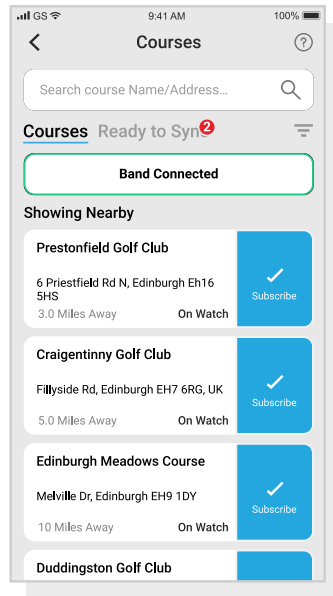 GS 9:41 AM 100%
Courses ?
Search course Name/Address...
Courses Ready to Sync 2
Band Connected
Showing Nearby
Prestonfield Golf Club
6 Priestfield Rd N, Edinburgh Eh16
5HS
3.0 Miles Away On Watch
Subscribe
Craigentinny Golf Club
Fillyside Rd, Edinburgh EH7 6RG, UK
5.0 Miles Away On Watch
Subscribe
Edinburgh Meadows Course
Melville Dr, Edinburgh EH9 1DY
10 Miles Away On Watch
Subscribe
Duddingston Golf Club